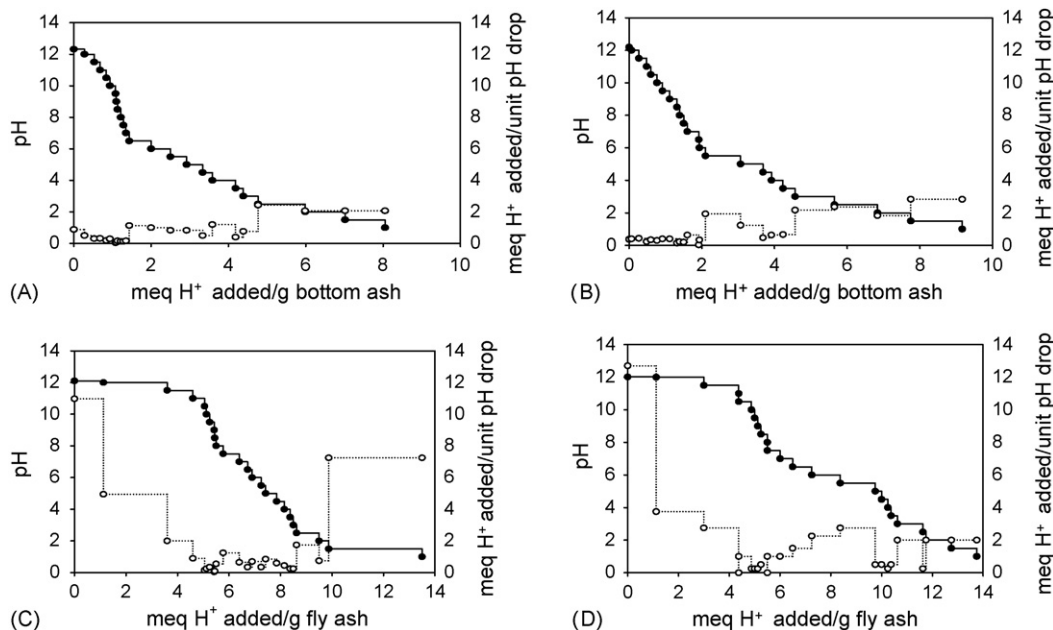 14 14
12 12
10 10
8 8
6 6
4 4
2 2
0 0
0 2 4 6 8 10
pH
meq H⁺ added/unit pH drop
(A) meq H⁺ added/g bottom ash
14 14
12 12
10 10
8 8
6 6
4 4
2 2
0 0
0 2 4 6 8 10
pH
meq H⁺ added/unit pH drop
(B) meq H⁺ added/g bottom ash
14 14
12 12
10 10
8 8
6 6
4 4
2 2
0 0
0 2 4 6 8 10 12 14
pH
meq H⁺ added/unit pH drop
(C) meq H⁺ added/g fly ash
14 14
12 12
10 10
8 8
6 6
4 4
2 2
0 0
0 2 4 6 8 10 12 14
pH
meq H⁺ added/unit pH drop
(D) meq H⁺ added/g fly ash